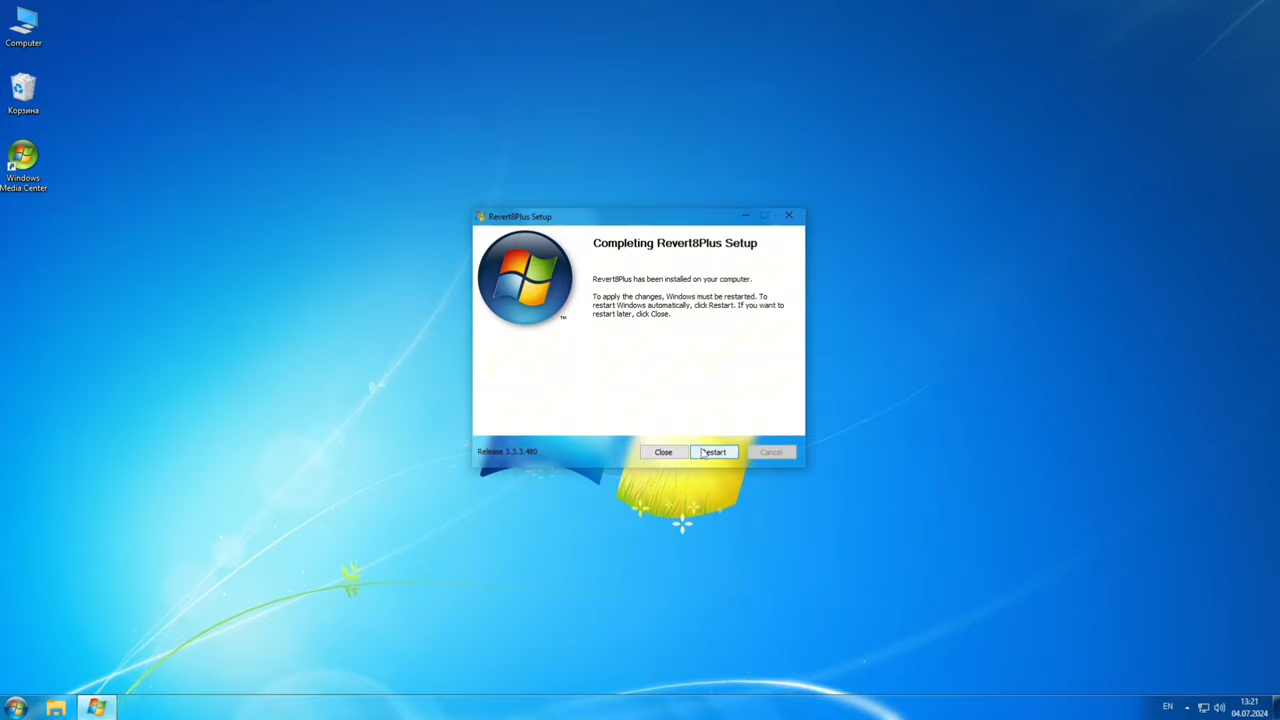 Computer
Корзина
Windows
Media Center
Revert8Plus Setup
Completing Revert8Plus Setup
Revert8Plus has been installed on your computer.
To apply the changes, Windows must be restarted. To
restart Windows automatically, click Restart. If you want to
restart later, click Close.
™
Release 3.3.3.480
Close
Restart
Cancel
EN
13:21
04.07.2024